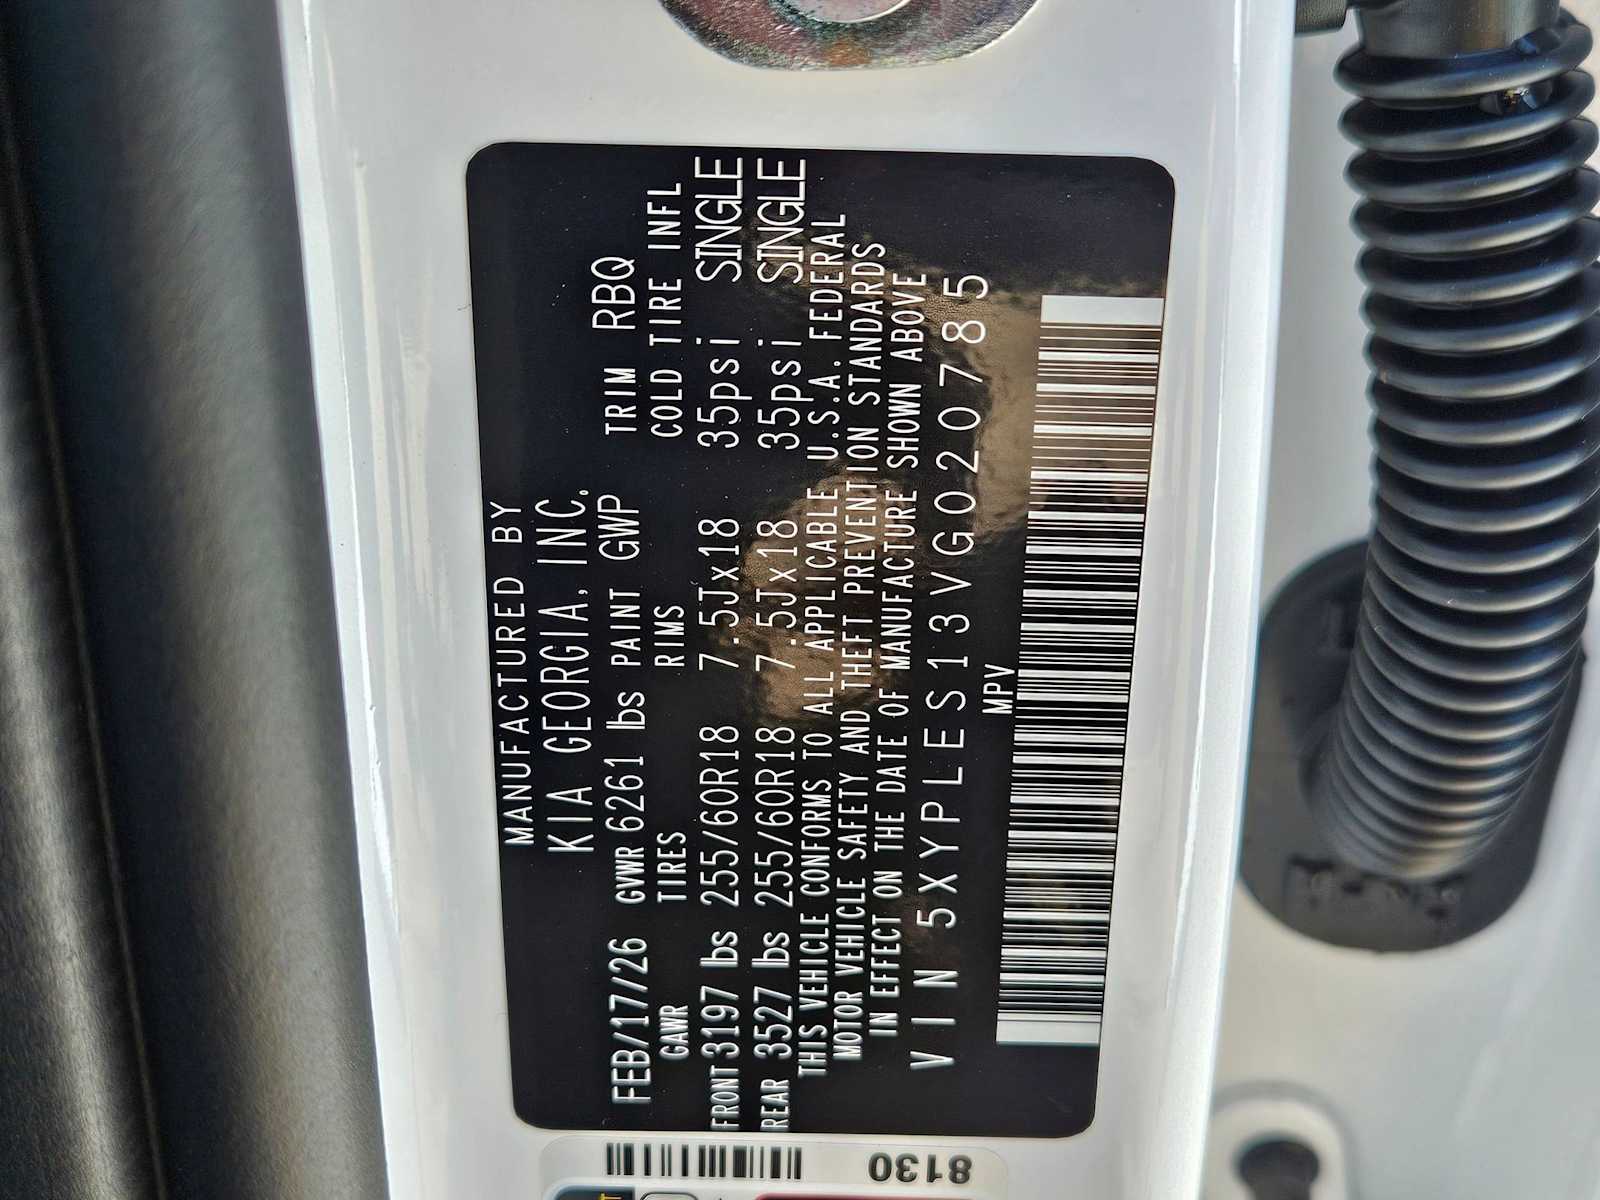 MANUFACTURED BY
KIA GEORGIA, INC.
FEB/17/26 GVWR 6261 lbs PAINT GWP TRIM RBQ
GAWR TIRES RIMS COLD TIRE INFL
FRONT 3197 lbs 255/60R18 7.5Jx18 35psi SINGLE
REAR 3527 lbs 255/60R18 7.5Jx18 35psi SINGLE
THIS VEHICLE CONFORMS TO ALL APPLICABLE U.S.A. FEDERAL
MOTOR VEHICLE SAFETY AND THEFT PREVENTION STANDARDS
IN EFFECT ON THE DATE OF MANUFACTURE SHOWN ABOVE
VIN 5XYPLES13VG020785
MPV
8130